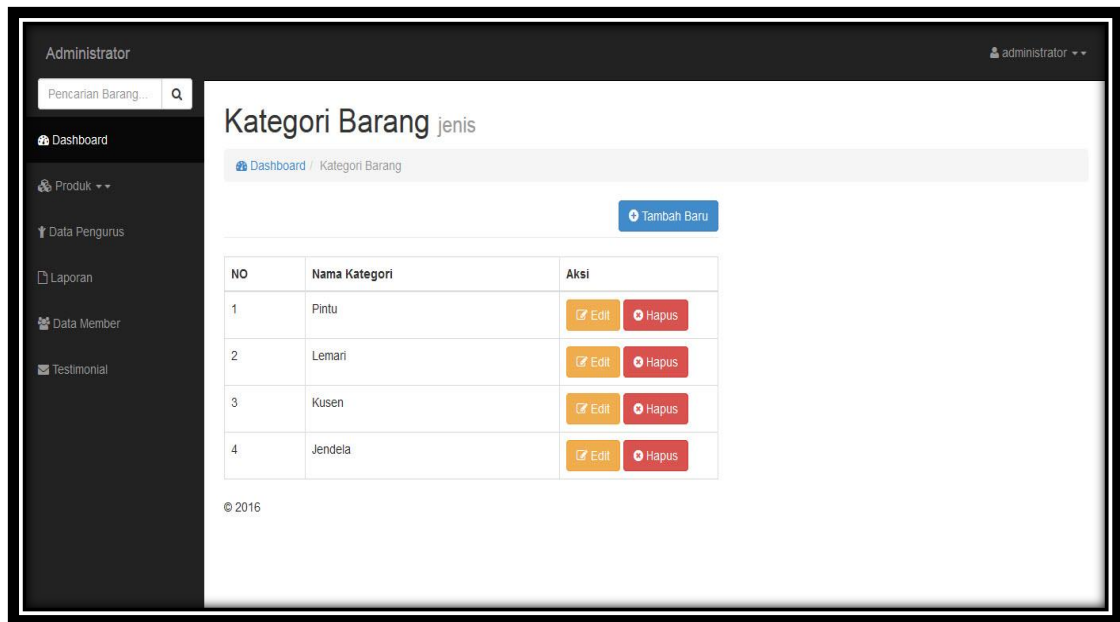 Administrator
administrator
Pencarian Barang...
Dashboard
Produk
Data Pengurus
Laporan
Data Member
Testimonial
Kategori Barang jenis
Dashboard / Kategori Barang
Tambah Baru
NO Nama Kategori Aksi
1 Pintu Edit Hapus
2 Lemari Edit Hapus
3 Kusen Edit Hapus
4 Jendela Edit Hapus
© 2016